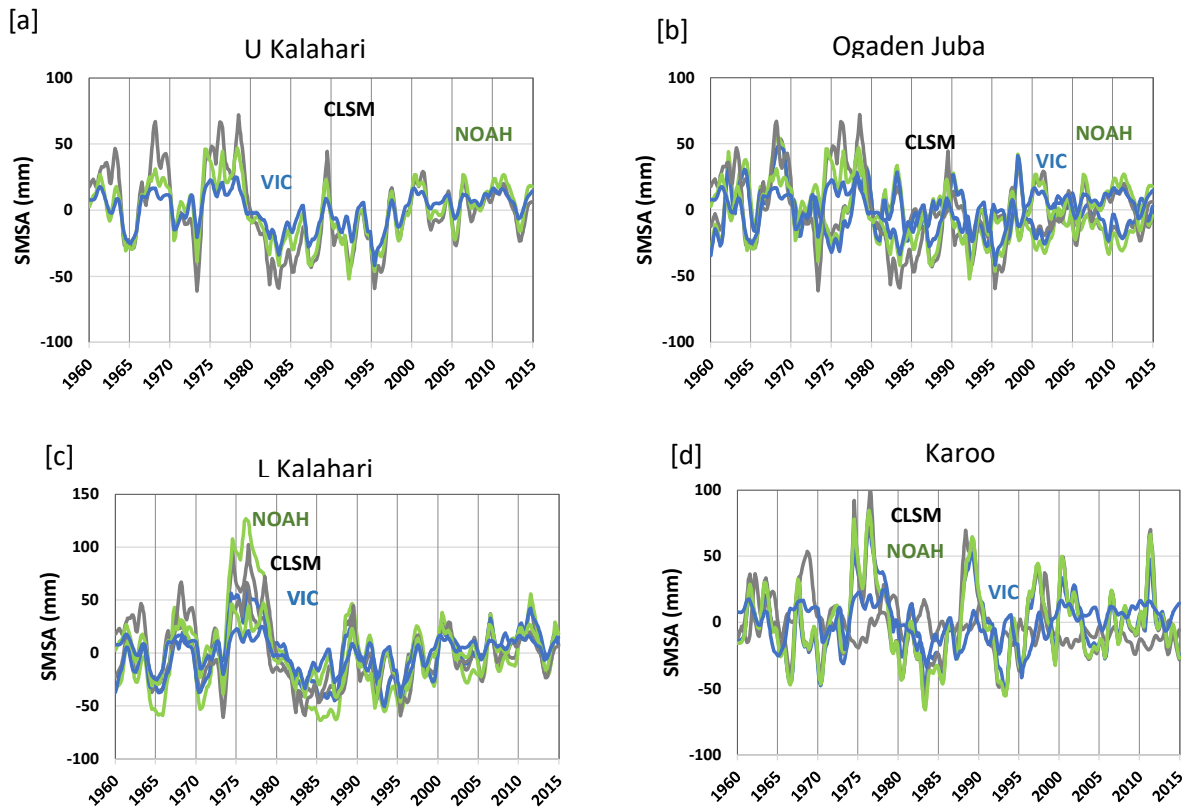 [a]
U Kalahari
100
50
0
-50
-100
SMSA (mm)
CLSM
NOAH
VIC
1960
1965
1970
1975
1980
1985
1990
1995
2000
2005
2010
2015
[b]
Ogaden Juba
100
50
0
-50
-100
SMSA (mm)
CLSM
NOAH
VIC
1960
1965
1970
1975
1980
1985
1990
1995
2000
2005
2010
2015
[c]
L Kalahari
150
100
50
0
-50
-100
SMSA (mm)
NOAH
CLSM
VIC
1960
1965
1970
1975
1980
1985
1990
1995
2000
2005
2010
2015
[d]
Karoo
100
50
0
-50
-100
SMSA (mm)
CLSM
NOAH
VIC
1960
1965
1970
1975
1980
1985
1990
1995
2000
2005
2010
2015